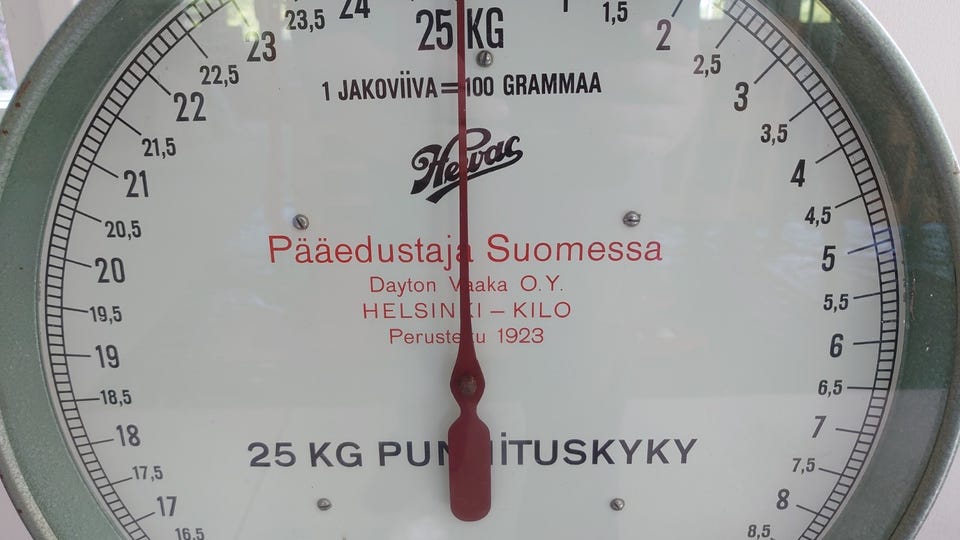 23,5 24 25 KG 1 1,5
23 2
22,5 2,5
1 JAKOVIIVA = 100 GRAMMAA
22 3
21,5 3,5
21 4
20,5 4,5
Pääedustaja Suomessa
20 5
Dayton Vaaka O.Y.
19,5 5,5
HELSINKI – KILO
Perustettu 1923
19 6
18,5 6,5
18 7
25 KG PUNNITUSKYKY
17,5 7,5
17 8
16,5 8,5